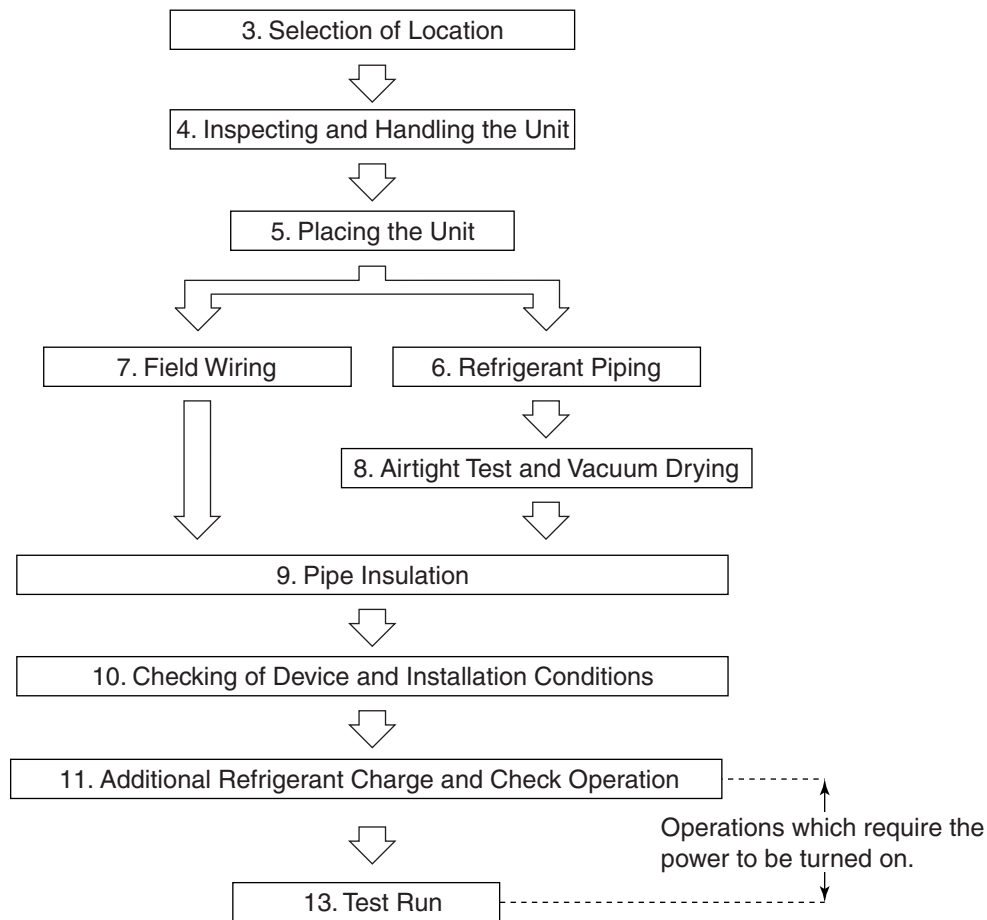 3. Selection of Location
4. Inspecting and Handling the Unit
5. Placing the Unit
7. Field Wiring
6. Refrigerant Piping
8. Airtight Test and Vacuum Drying
9. Pipe Insulation
10. Checking of Device and Installation Conditions
11. Additional Refrigerant Charge and Check Operation
Operations which require the
power to be turned on.
13. Test Run